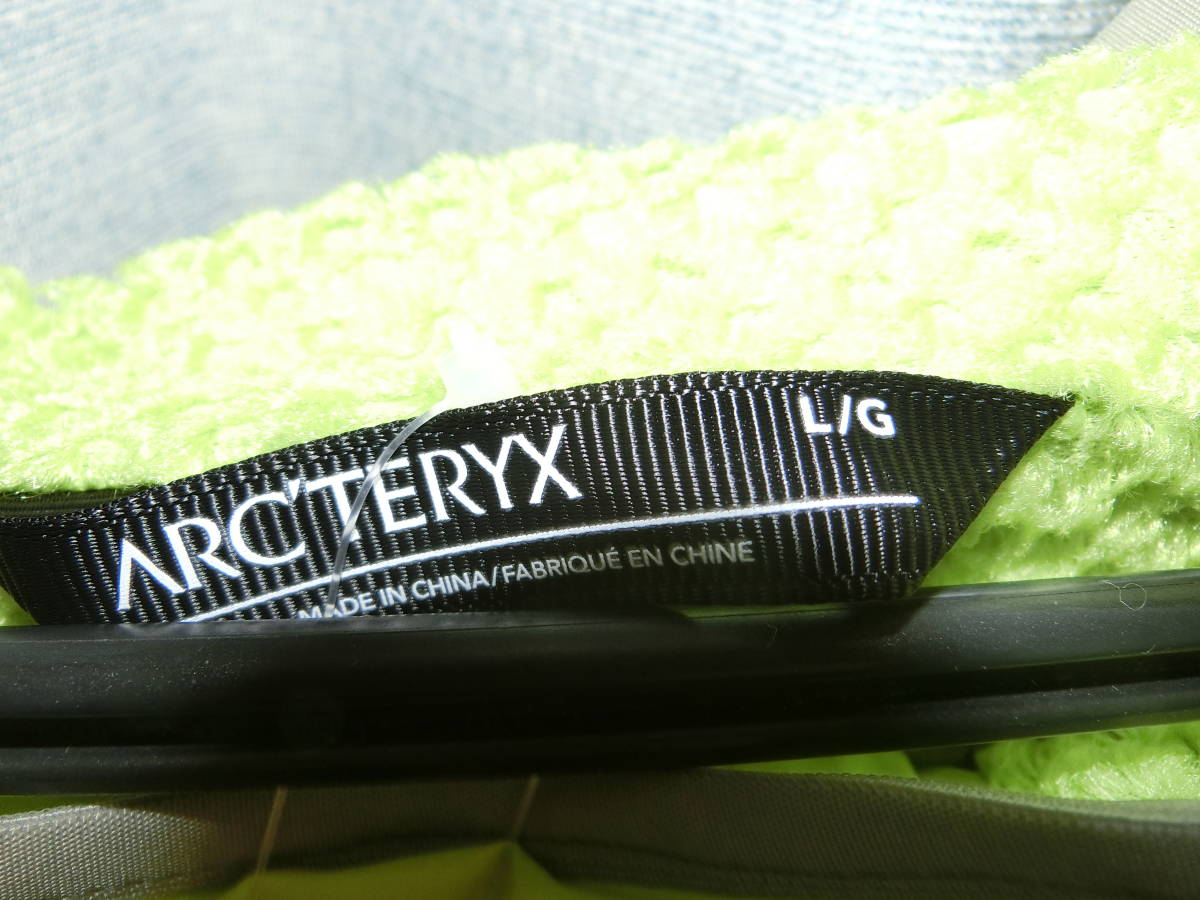 ARC'TERYX
L/G
MADE IN CHINA/FABRIQUÉ EN CHINE